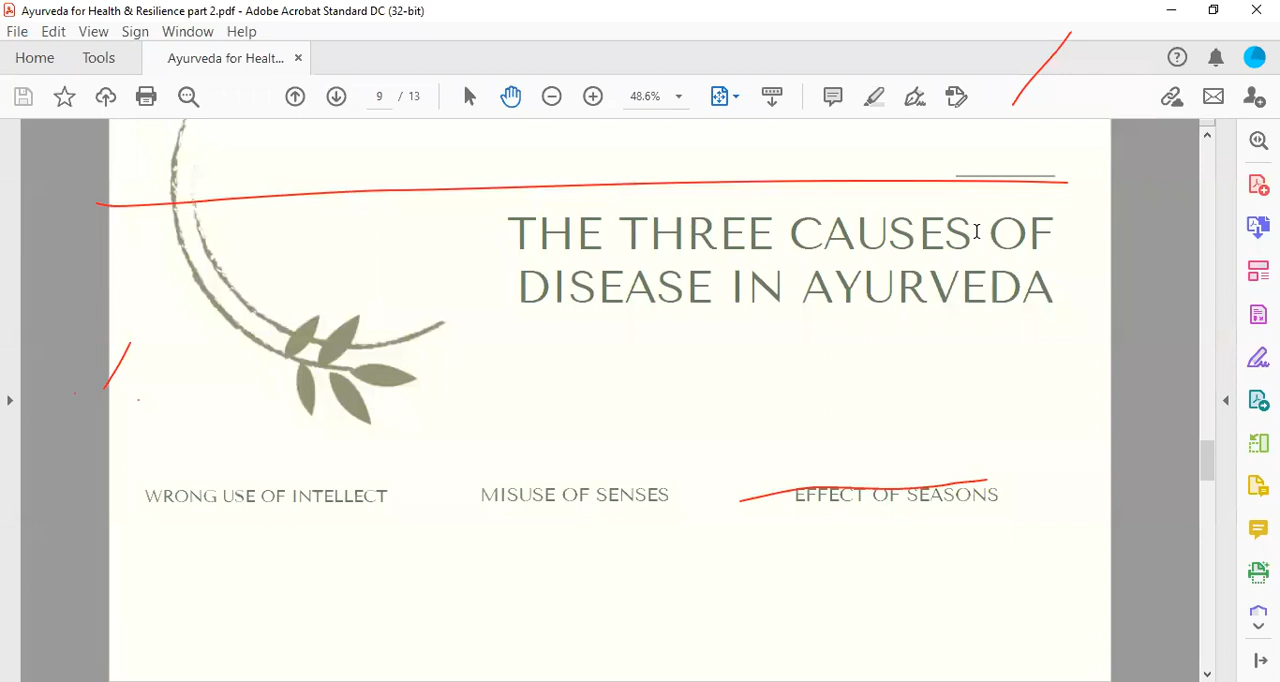 Ayurveda for Health & Resilience part 2.pdf - Adobe Acrobat Standard DC (32-bit)
File Edit View Sign Window Help
Home Tools Ayurveda for Healt...
9 / 13 48.6%
THE THREE CAUSES OF
DISEASE IN AYURVEDA
WRONG USE OF INTELLECT MISUSE OF SENSES EFFECT OF SEASONS